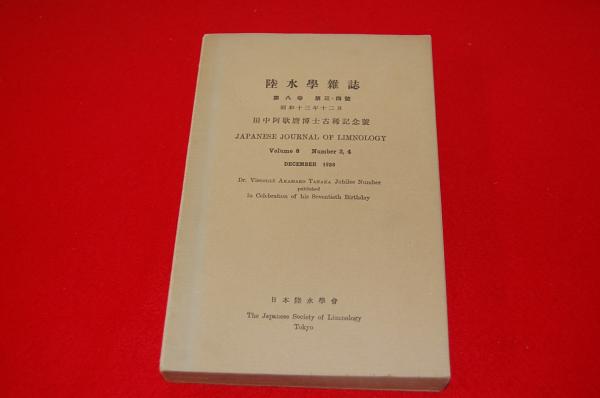 陸水學雜誌
第八卷 第三・四號
昭和十三年十二月
田中阿歌麿博士古稀記念號
JAPANESE JOURNAL OF LIMNOLOGY
Volume 8 Number 3, 4
DECEMBER 1938
Dr. Viscount AKAMARO TANAKA Jubilee Number
published
in Celebration of his Seventieth Birthday
日本陸水學會
The Japanese Society of Limnology
Tokyo